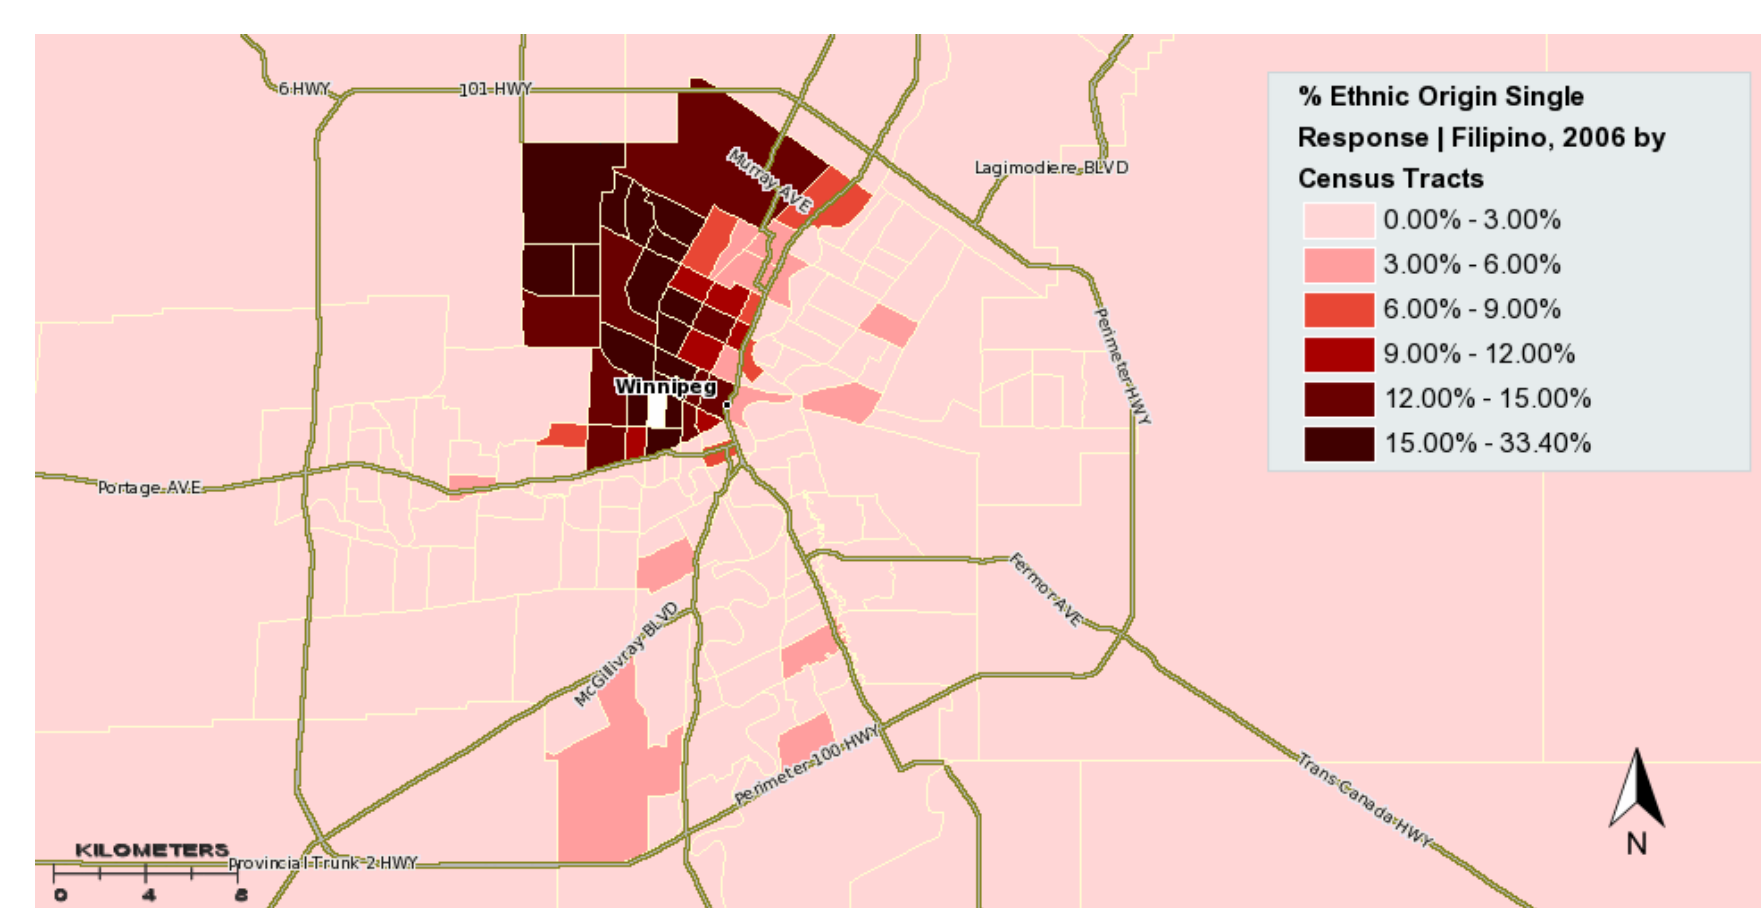 6 HWY
101 HWY
Murray AVE
Lagimodiere BLVD
% Ethnic Origin Single
Response | Filipino, 2006 by
Census Tracts
0.00% - 3.00%
3.00% - 6.00%
6.00% - 9.00%
9.00% - 12.00%
12.00% - 15.00%
15.00% - 33.40%
Perimeter HWY
Winnipeg
Portage AVE
Fermor AVE
McGillivray BLVD
Perimeter 100 HWY
Trans Canada HWY
N
KILOMETERS
Provincial Trunk 2 HWY
0 4 8